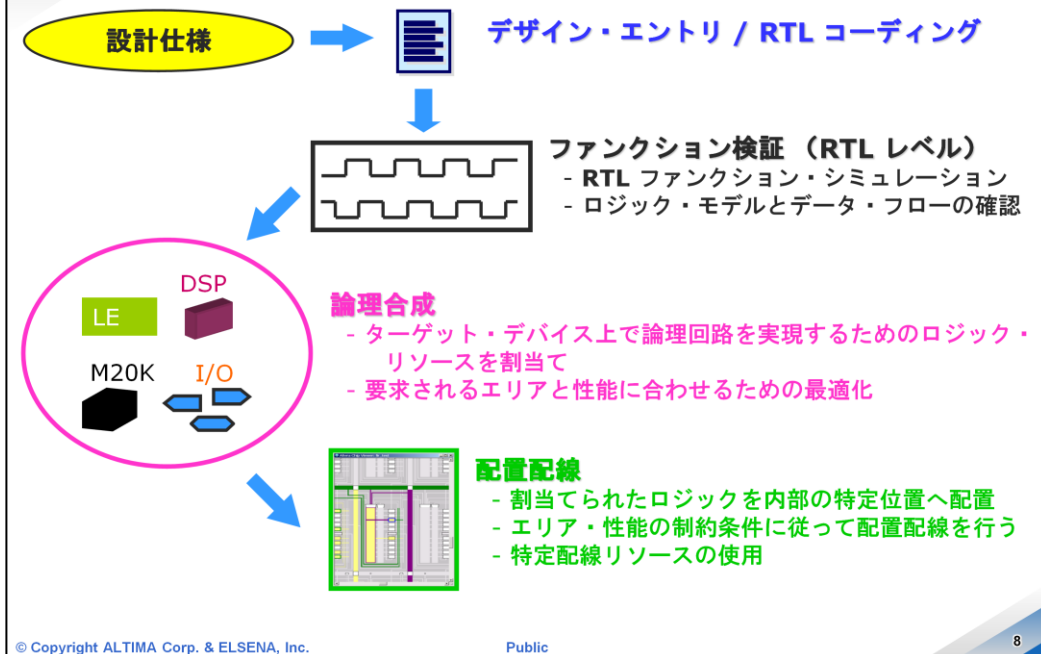 設計仕様
デザイン・エントリ / RTL コーディング
ファンクション検証 （RTL レベル）
- RTL ファンクション・シミュレーション
- ロジック・モデルとデータ・フローの確認
DSP
LE
M20K
I/O
論理合成
- ターゲット・デバイス上で論理回路を実現するためのロジック・
リソースを割当て
- 要求されるエリアと性能に合わせるための最適化
配置配線
- 割当てられたロジックを内部の特定位置へ配置
- エリア・性能の制約条件に従って配置配線を行う
- 特定配線リソースの使用
© Copyright ALTIMA Corp. & ELSENA, Inc.
Public
8